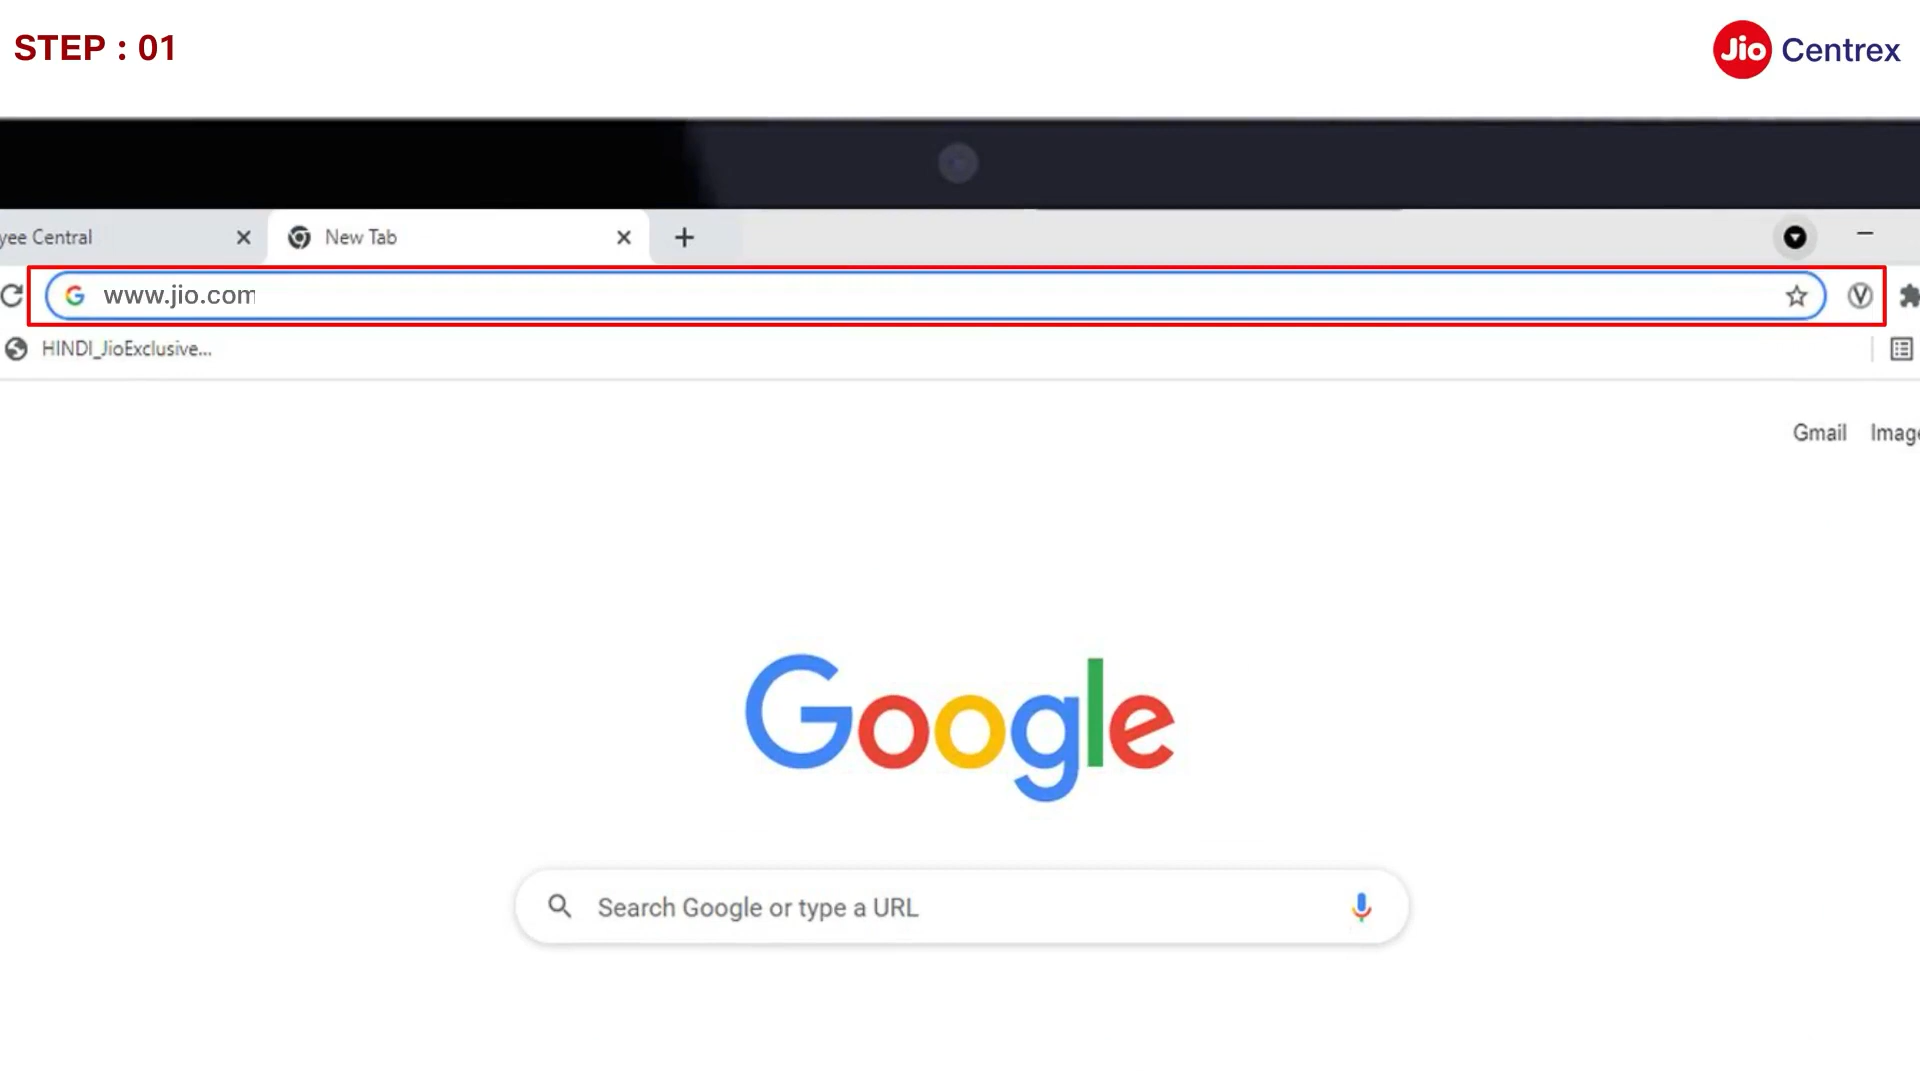 STEP : 01
Jio Centrex
yee Central
New Tab
www.jio.com
HINDI_JioExclusive...
Gmail Image
Google
Search Google or type a URL